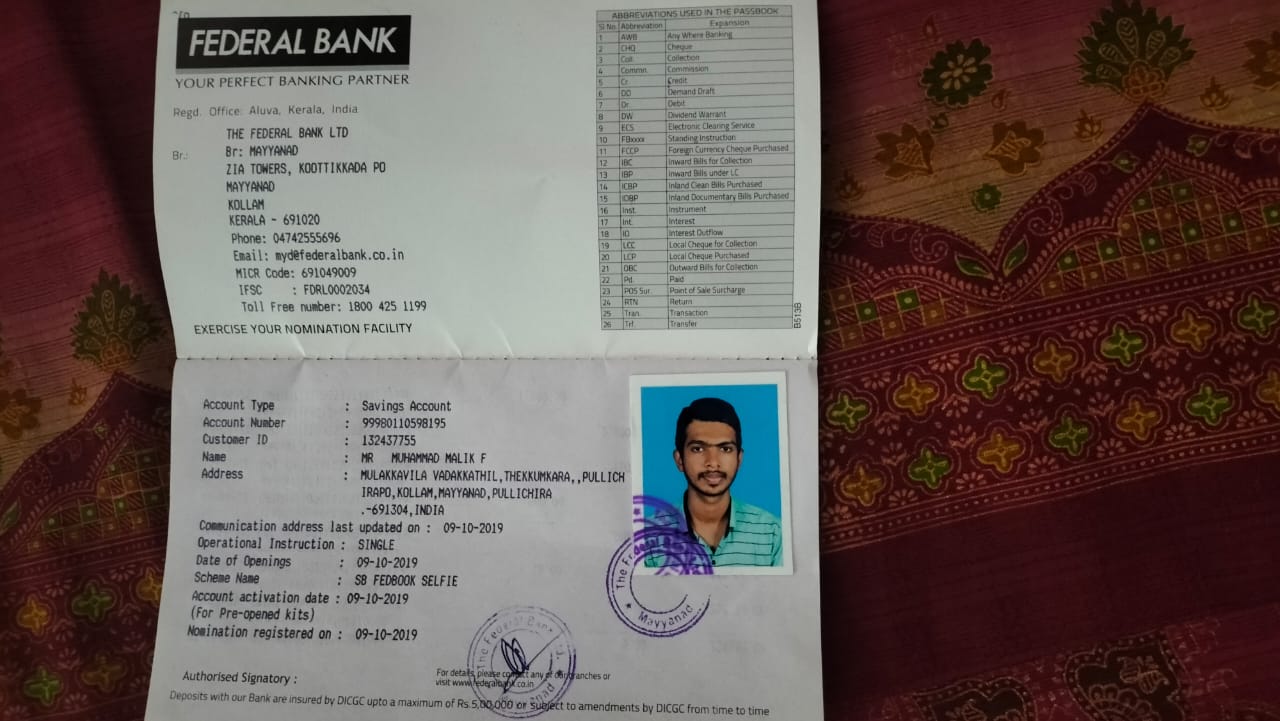 FEDERAL BANK
YOUR PERFECT BANKING PARTNER
Regd. Office: Aluva, Kerala, India
THE FEDERAL BANK LTD
Br.: Br: MAYYANAD
ZIA TOWERS, KOOTTIKKADA PO
MAYYANAD
KOLLAM
KERALA - 691020
Phone: 04742555696
Email: myd@federalbank.co.in
MICR Code: 691049009
IFSC : FDRL0002034
Toll Free number: 1800 425 1199
EXERCISE YOUR NOMINATION FACILITY
ABBREVIATIONS USED IN THE PASSBOOK
Sl No. Abbreviation Expansion
1 AWB Any Where Banking
2 CHQ Cheque
3 Coll. Collection
4 Commn. Commission
5 Cr. Credit
6 DD Demand Draft
7 Dr. Debit
8 DW Dividend Warrant
9 ECS Electronic Clearing Service
10 FBxxxx Standing Instruction
11 FCCP Foreign Currency Cheque Purchased
12 IBC Inward Bills for Collection
13 IBP Inward Bills under LC
14 ICBP Inland Clean Bills Purchased
15 IDBP Inland Documentary Bills Purchased
16 Inst. Instrument
17 Int. Interest
18 IO Interest Outflow
19 LCC Local Cheque for Collection
20 LCP Local Cheque Purchased
21 OBC Outward Bills for Collection
22 Pd. Paid
23 POS Sur. Point of Sale Surcharge
24 RTN Return
25 Tran. Transaction
26 Trf. Transfer
B513B
Account Type : Savings Account
Account Number : 99980110598195
Customer ID : 132437755
Name : MR MUHAMMAD MALIK F
Address : MULAKKAVILA VADAKKATHIL,THEKKUMKARA,,PULLICH
IRAPO,KOLLAM,MAYYANAD,PULLICHIRA
.-691304,INDIA
Communication address last updated on : 09-10-2019
Operational Instruction : SINGLE
Date of Openings : 09-10-2019
Scheme Name : SB FEDBOOK SELFIE
Account activation date : 09-10-2019
(For Pre-opened kits)
Nomination registered on : 09-10-2019
The Federal B
Mayyanad
The Federal Bank
Authorised Signatory :
For details, please contact any of our branches or
visit www.federalbank.co.in
Deposits with our Bank are insured by DICGC upto a maximum of Rs.5,00,000 or subject to amendments by DICGC from time to time